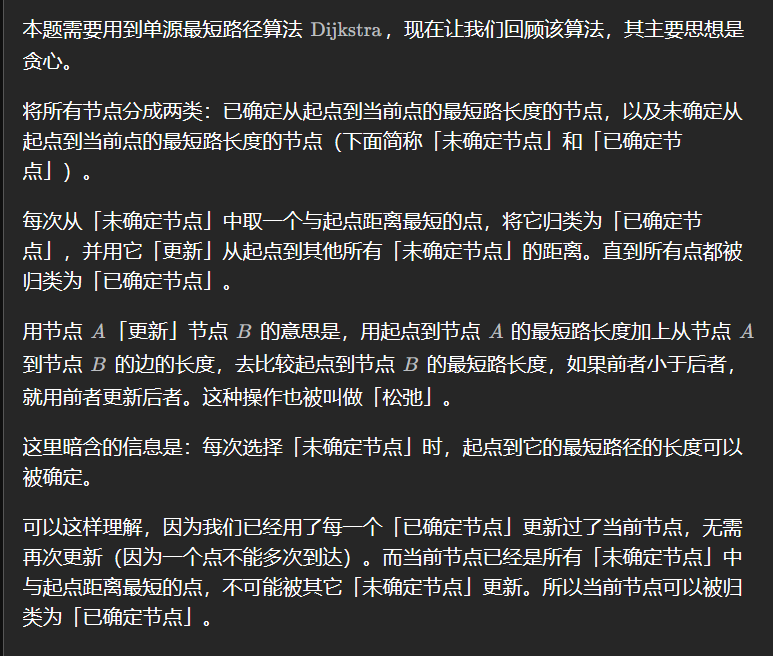 本题需要用到单源最短路径算法 Dijkstra，现在让我们回顾该算法，其主要思想是
贪心。
将所有节点分成两类：已确定从起点到当前点的最短路长度的节点，以及未确定从
起点到当前点的最短路长度的节点（下面简称「未确定节点」和「已确定节
点」）。
每次从「未确定节点」中取一个与起点距离最短的点，将它归类为「已确定节
点」，并用它「更新」从起点到其他所有「未确定节点」的距离。直到所有点都被
归类为「已确定节点」。
用节点 A「更新」节点 B 的意思是，用起点到节点 A 的最短路长度加上从节点 A
到节点 B 的边的长度，去比较起点到节点 B 的最短路长度，如果前者小于后者，
就用前者更新后者。这种操作也被叫做「松弛」。
这里暗含的信息是：每次选择「未确定节点」时，起点到它的最短路径的长度可以
被确定。
可以这样理解，因为我们已经用了每一个「已确定节点」更新过了当前节点，无需
再次更新（因为一个点不能多次到达）。而当前节点已经是所有「未确定节点」中
与起点距离最短的点，不可能被其它「未确定节点」更新。所以当前节点可以被归
类为「已确定节点」。